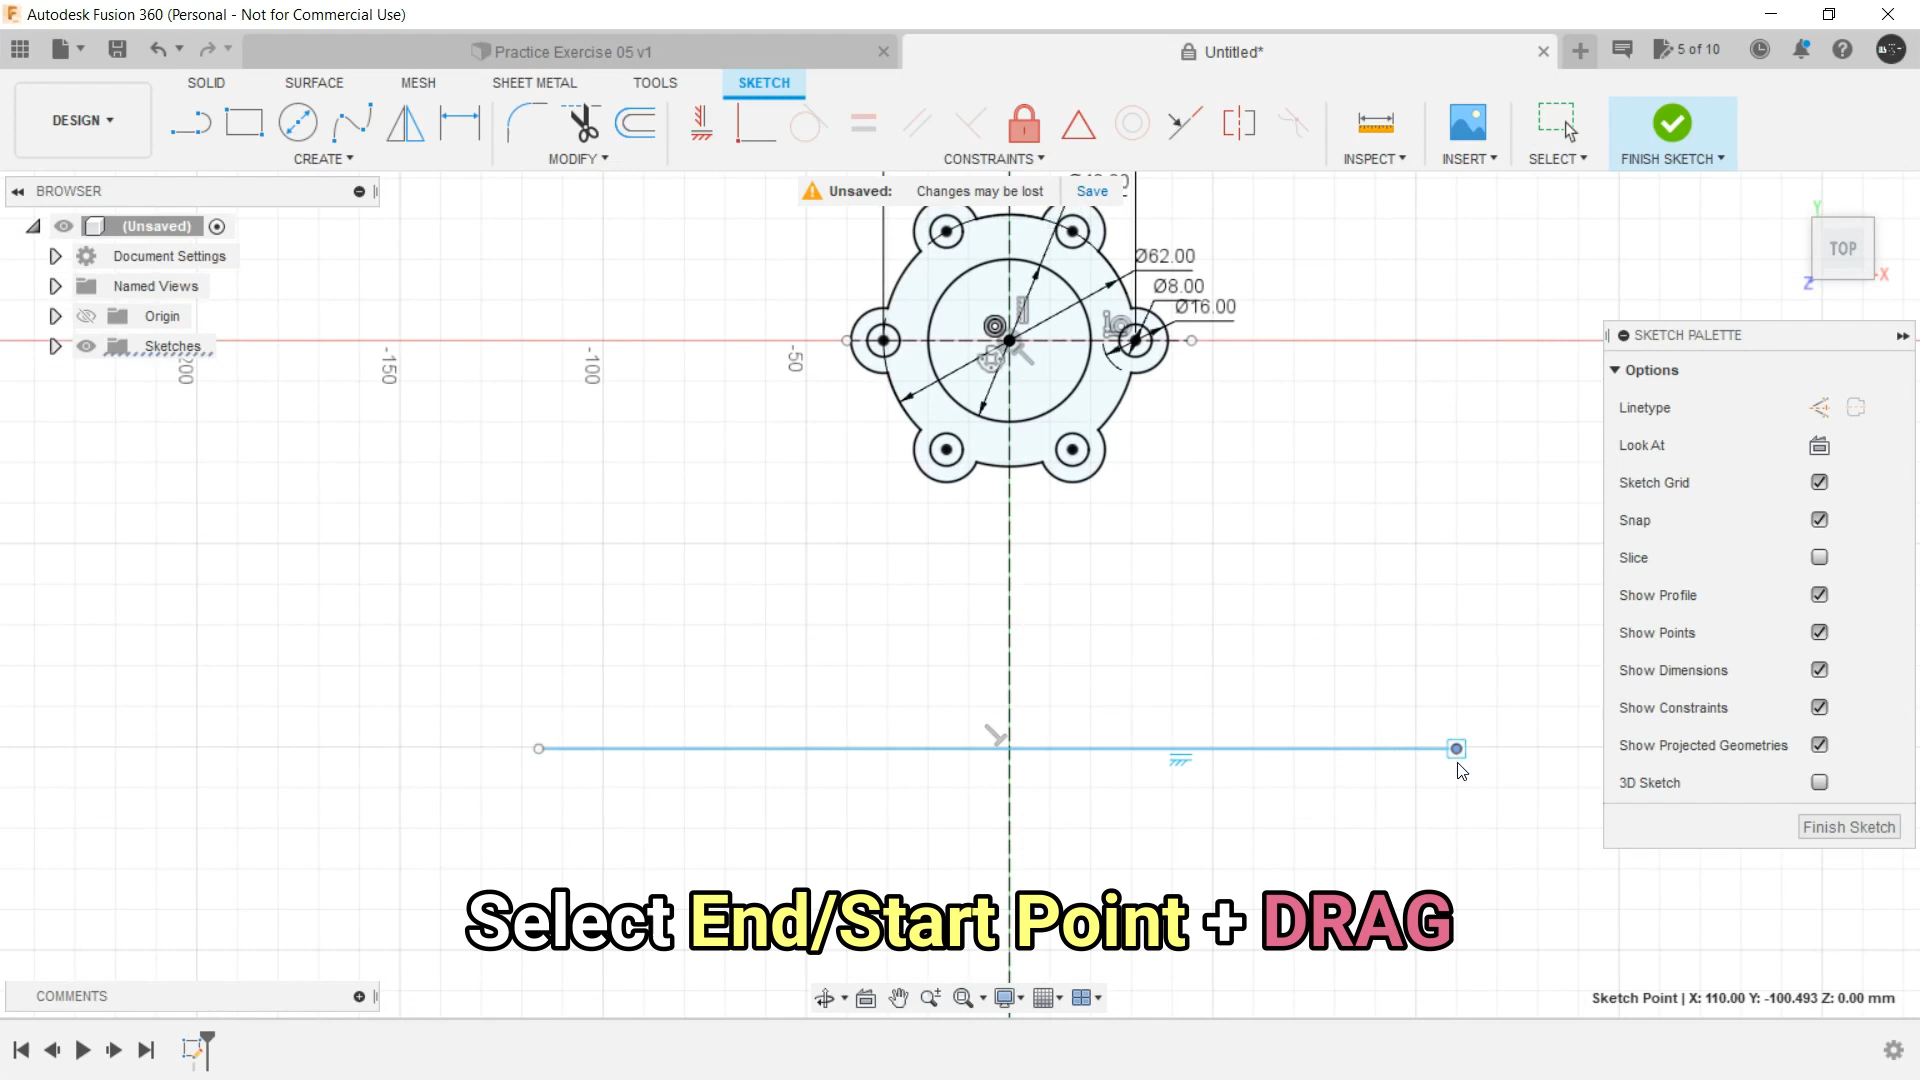 Autodesk Fusion 360 (Personal - Not for Commercial Use)
Practice Exercise 05 v1
Untitled*
5 of 10
SOLID
SURFACE
MESH
SHEET METAL
TOOLS
SKETCH
DESIGN
CREATE
MODIFY
CONSTRAINTS
INSPECT
INSERT
SELECT
FINISH SKETCH
BROWSER
Unsaved: Changes may be lost Save
(Unsaved)
Document Settings
Named Views
Origin
Sketches
Ø62.00
Ø8.00
Ø16.00
200
-150
-100
-50
Y
TOP
X
Z
SKETCH PALETTE
Options
Linetype
Look At
Sketch Grid
Snap
Slice
Show Profile
Show Points
Show Dimensions
Show Constraints
Show Projected Geometries
3D Sketch
Finish Sketch
Select End/Start Point + DRAG
COMMENTS
Sketch Point | X: 110.00 Y: -100.493 Z: 0.00 mm